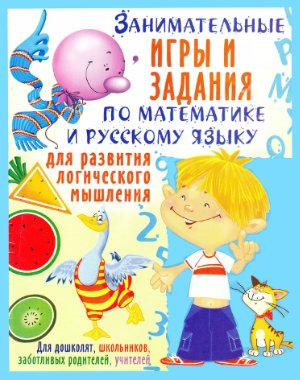 Занимательные
игры и
задания
по математике
и русскому языку
для развития
логического
мышления
Для дошколят, школьников,
заботливых родителей, учителей